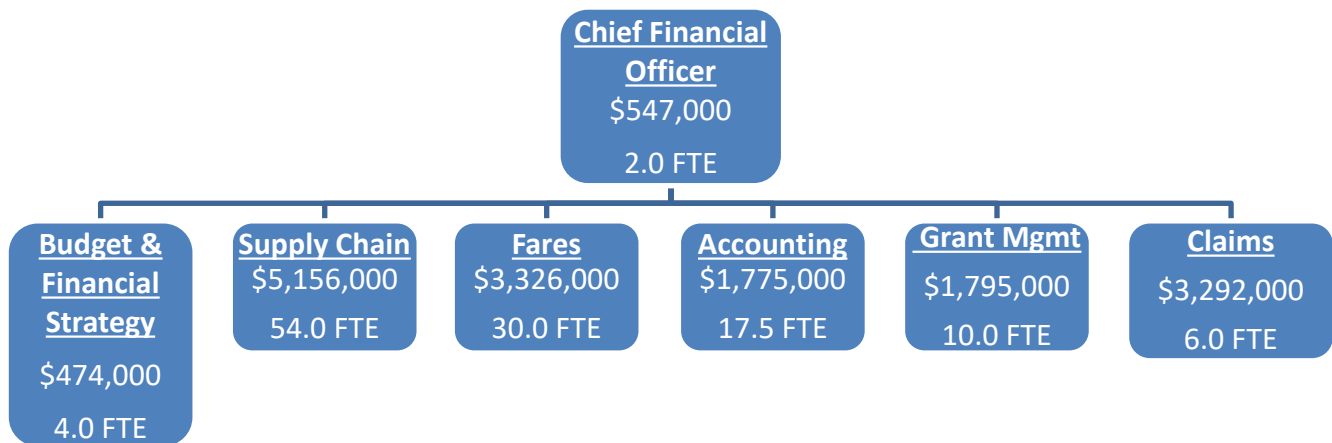 Chief Financial
Officer
$547,000
2.0 FTE
Budget &
Financial
Strategy
$474,000
4.0 FTE
Supply Chain
$5,156,000
54.0 FTE
Fares
$3,326,000
30.0 FTE
Accounting
$1,775,000
17.5 FTE
Grant Mgmt
$1,795,000
10.0 FTE
Claims
$3,292,000
6.0 FTE